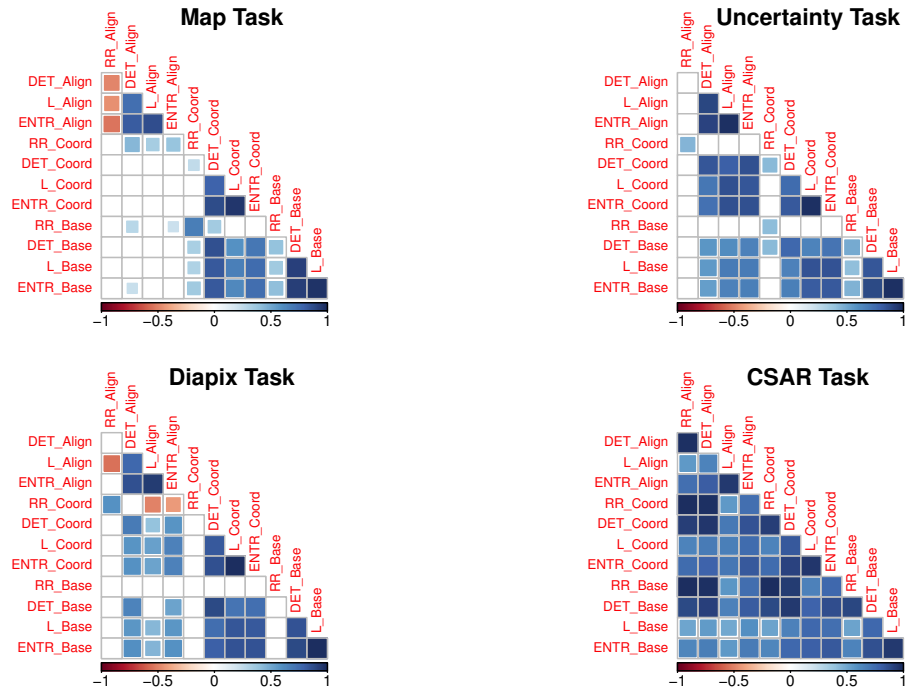 Map Task
RR_Align
DET_Align
L_Align
ENTR_Align
RR_Coord
DET_Coord
L_Coord
ENTR_Coord
RR_Base
DET_Base
L_Base
DET_Align
L_Align
ENTR_Align
RR_Coord
DET_Coord
L_Coord
ENTR_Coord
RR_Base
DET_Base
L_Base
ENTR_Base
−1 −0.5 0 0.5 1
Uncertainty Task
RR_Align
DET_Align
L_Align
ENTR_Align
RR_Coord
DET_Coord
L_Coord
ENTR_Coord
RR_Base
DET_Base
L_Base
DET_Align
L_Align
ENTR_Align
RR_Coord
DET_Coord
L_Coord
ENTR_Coord
RR_Base
DET_Base
L_Base
ENTR_Base
−1 −0.5 0 0.5 1
Diapix Task
RR_Align
DET_Align
L_Align
ENTR_Align
RR_Coord
DET_Coord
L_Coord
ENTR_Coord
RR_Base
DET_Base
L_Base
DET_Align
L_Align
ENTR_Align
RR_Coord
DET_Coord
L_Coord
ENTR_Coord
RR_Base
DET_Base
L_Base
ENTR_Base
−1 −0.5 0 0.5 1
CSAR Task
RR_Align
DET_Align
L_Align
ENTR_Align
RR_Coord
DET_Coord
L_Coord
ENTR_Coord
RR_Base
DET_Base
L_Base
DET_Align
L_Align
ENTR_Align
RR_Coord
DET_Coord
L_Coord
ENTR_Coord
RR_Base
DET_Base
L_Base
ENTR_Base
−1 −0.5 0 0.5 1